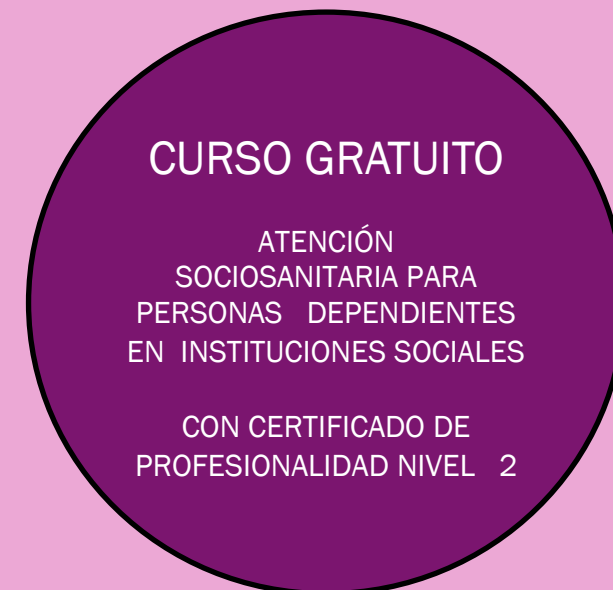 CURSO GRATUITO
ATENCIÓN
SOCIOSANITARIA PARA
PERSONAS DEPENDIENTES
EN INSTITUCIONES SOCIALES
CON CERTIFICADO DE
PROFESIONALIDAD NIVEL 2